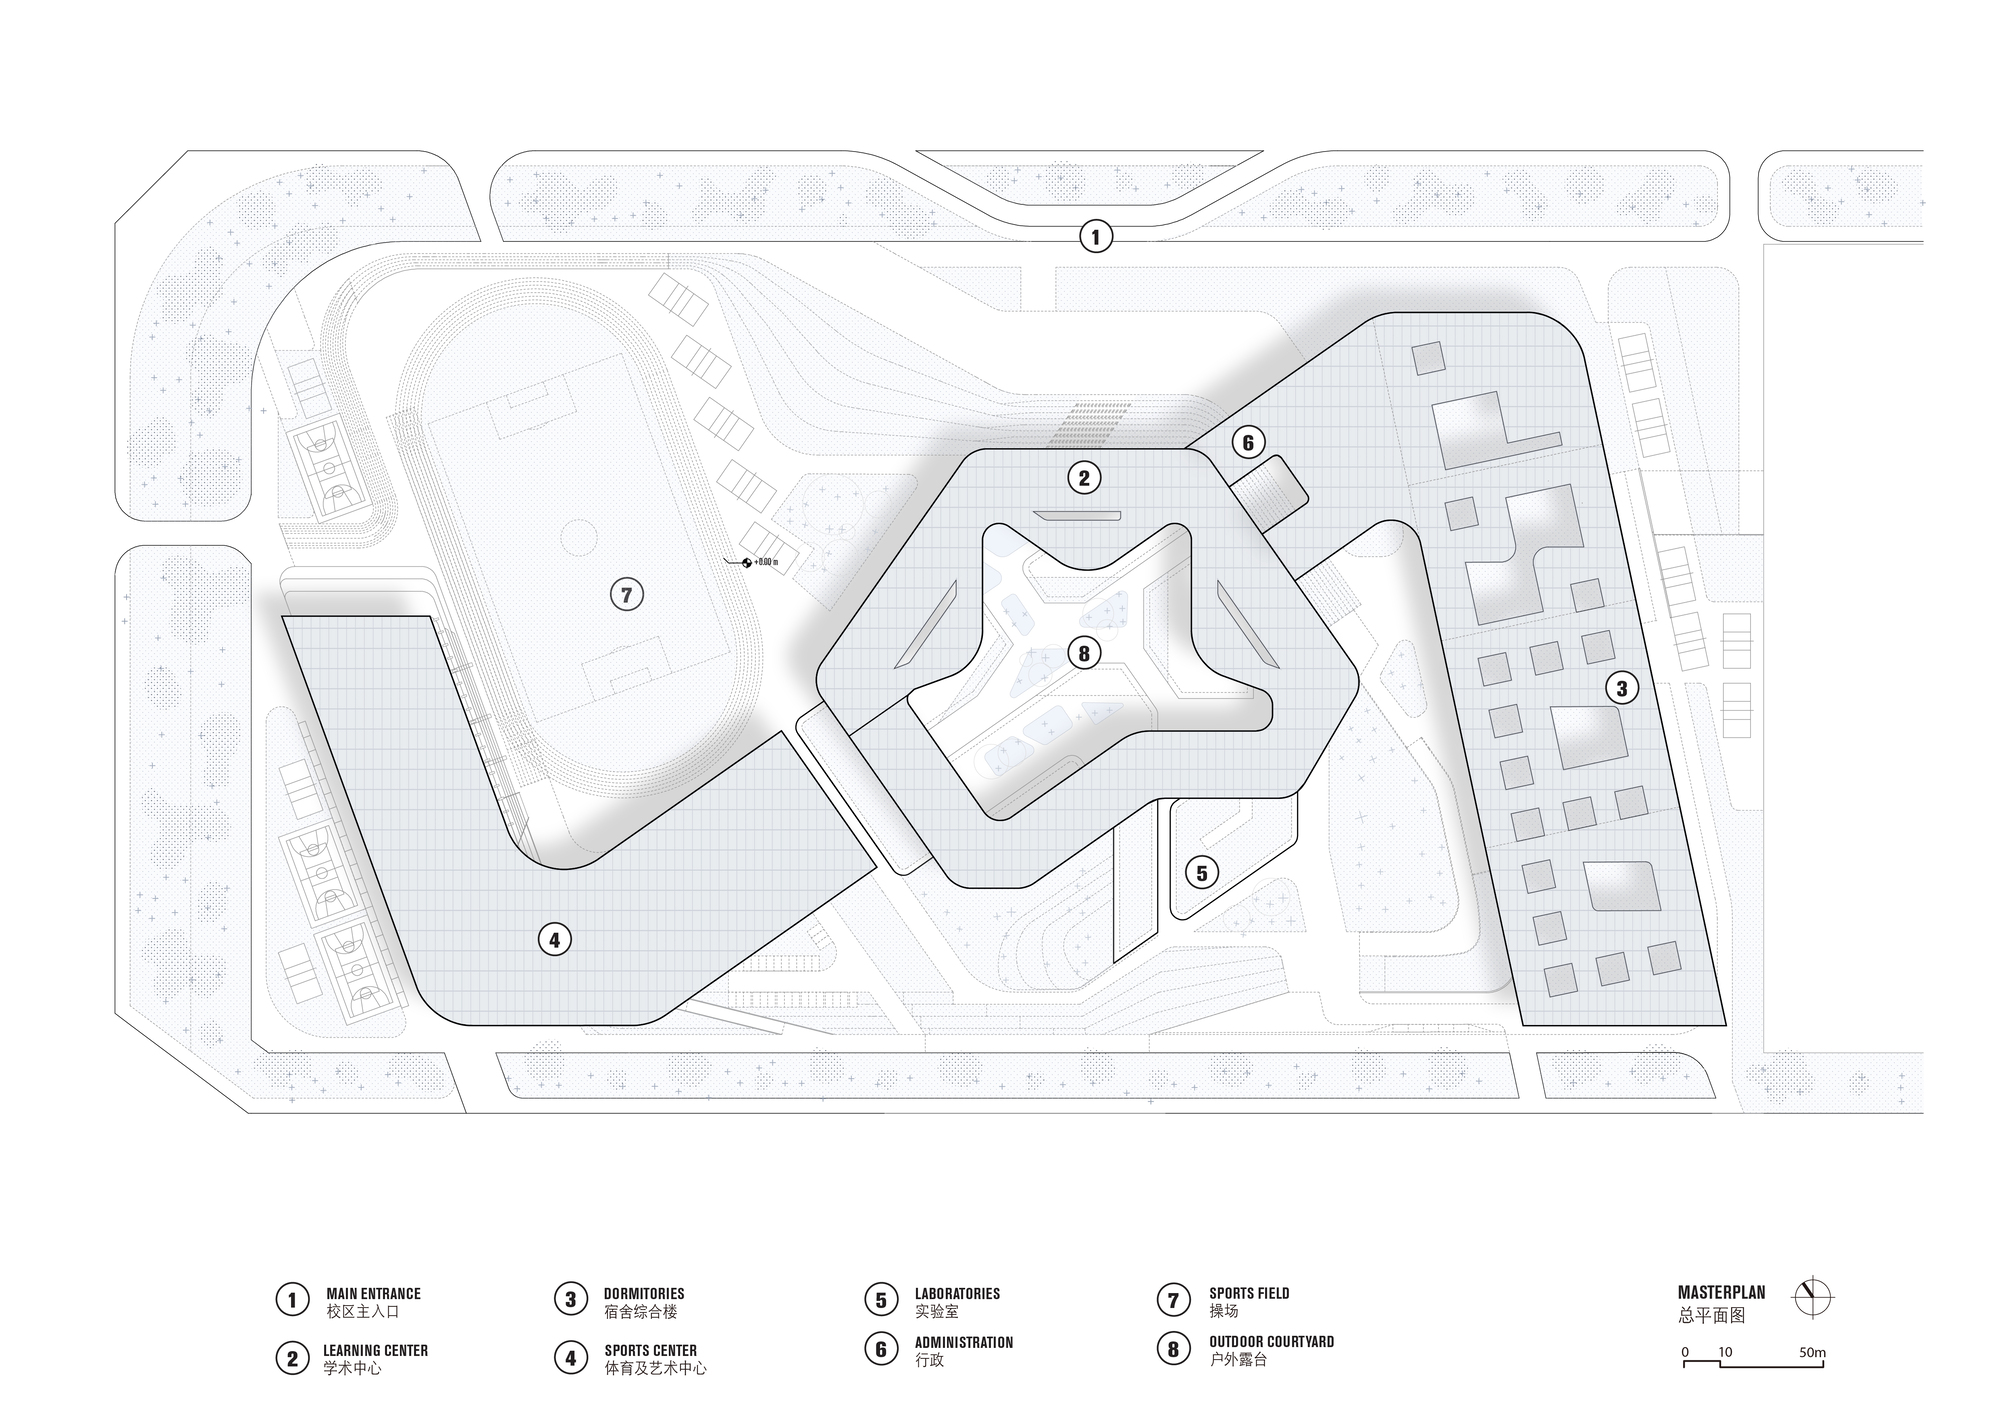 1
2
6
+0.00 m
7
8
3
5
4
1 MAIN ENTRANCE
校区主入口
2 LEARNING CENTER
学术中心
3 DORMITORIES
宿舍综合楼
4 SPORTS CENTER
体育及艺术中心
5 LABORATORIES
实验室
6 ADMINISTRATION
行政
7 SPORTS FIELD
操场
8 OUTDOOR COURTYARD
户外露台
MASTERPLAN
总平面图
0 10 50m